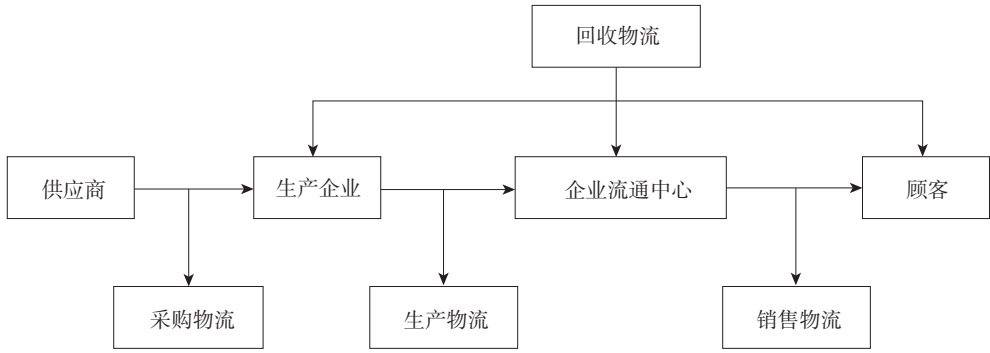 回收物流
供应商
生产企业
企业流通中心
顾客
采购物流
生产物流
销售物流